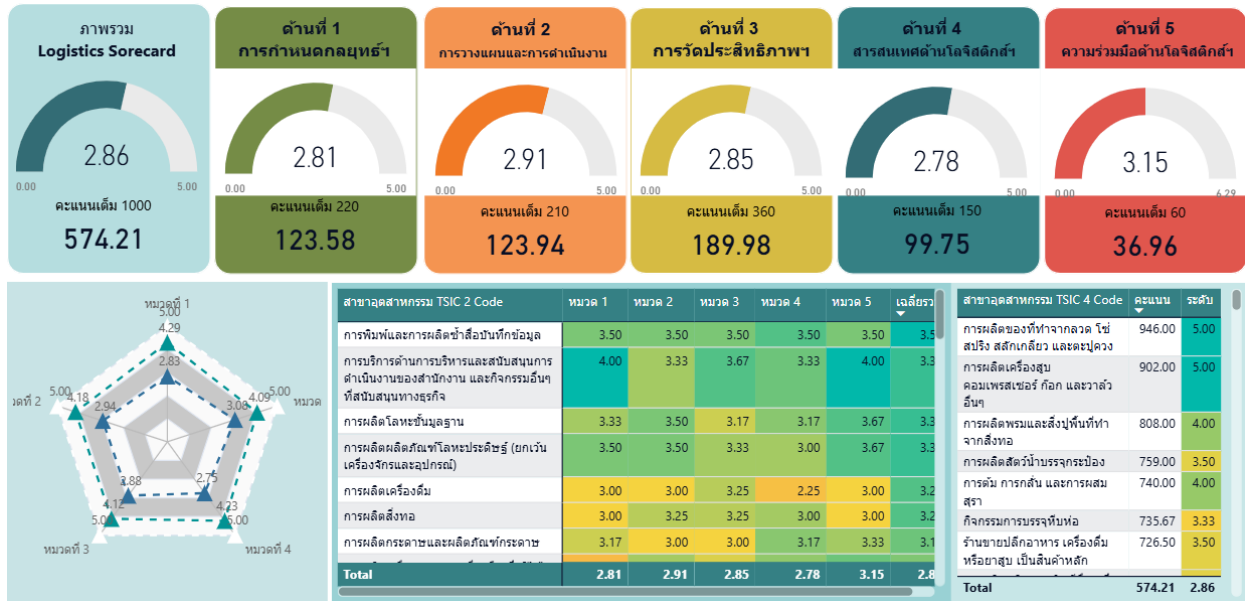 ภาพรวม
Logistics Sorecard
2.86
0.00 5.00
คะแนนเต็ม 1000
574.21
ด้านที่ 1
การกำหนดกลยุทธ์ฯ
2.81
0.00 5.00
คะแนนเต็ม 220
123.58
ด้านที่ 2
การวางแผนและการดำเนินงาน
2.91
0.00 5.00
คะแนนเต็ม 210
123.94
ด้านที่ 3
การวัดประสิทธิภาพฯ
2.85
0.00 5.00
คะแนนเต็ม 360
189.98
ด้านที่ 4
สารสนเทศด้านโลจิสติกส์ฯ
2.78
0.00 5.00
คะแนนเต็ม 150
99.75
ด้านที่ 5
ความร่วมมือด้านโลจิสติกส์ฯ
3.15
0.00 6.29
คะแนนเต็ม 60
36.96
หมวดที่ 1
5.00
4.29
2.83
5.00 4.18 2.94
3.08 4.09 5.00 หมวด
2.88 2.75
4.12 4.23
5.00
หมวดที่ 3 หมวดที่ 4
สาขาอุตสาหกรรม TSIC 2 Code หมวด 1 หมวด 2 หมวด 3 หมวด 4 หมวด 5
การพิมพ์และการผลิตซ้ำสื่อบันทึกข้อมูล 3.50 3.50 3.50 3.50 3.50
การบริการด้านการบริหารและสนับสนุนการ 4.00 3.33 3.67 3.33 4.00
ดำเนินงานของสำนักงาน และกิจกรรมอื่นๆ
ที่สนับสนุนทางธุรกิจ
การผลิตโลหะขั้นมูลฐาน 3.33 3.50 3.17 3.17 3.67
การผลิตผลิตภัณฑ์โลหะประดิษฐ์ (ยกเว้น 3.50 3.50 3.33 3.00 3.67
เครื่องจักรและอุปกรณ์)
การผลิตเครื่องดื่ม 3.00 3.00 3.25 2.25 3.00
การผลิตสิ่งทอ 3.00 3.25 3.25 3.00 3.00
การผลิตกระดาษและผลิตภัณฑ์กระดาษ 3.17 3.00 3.00 3.17 3.33
Total 2.81 2.91 2.85 2.78 3.15
สาขาอุตสาหกรรม TSIC 4 Code คะแนน ระดับ
การผลิตของที่ทำจากลวด โซ่ 946.00 5.00
สปริง สลักเกลียว และตะปูควง
การผลิตเครื่องสูบ 902.00 5.00
คอมเพรสเซอร์ ก๊อก และวาล์ว
อื่นๆ
การผลิตพรมและสิ่งปูพื้นที่ทำ 808.00 4.00
จากสิ่งทอ
การผลิตสัตว์น้ำบรรจุกระป๋อง 759.00 3.50
การต้ม การกลั่น และการผสม 740.00 4.00
สุรา
กิจกรรมการบรรจุหีบห่อ 735.67 3.33
ร้านขายปลีกอาหาร เครื่องดื่ม 726.50 3.50
หรือยาสูบ เป็นสินค้าหลัก
Total 574.21 2.86